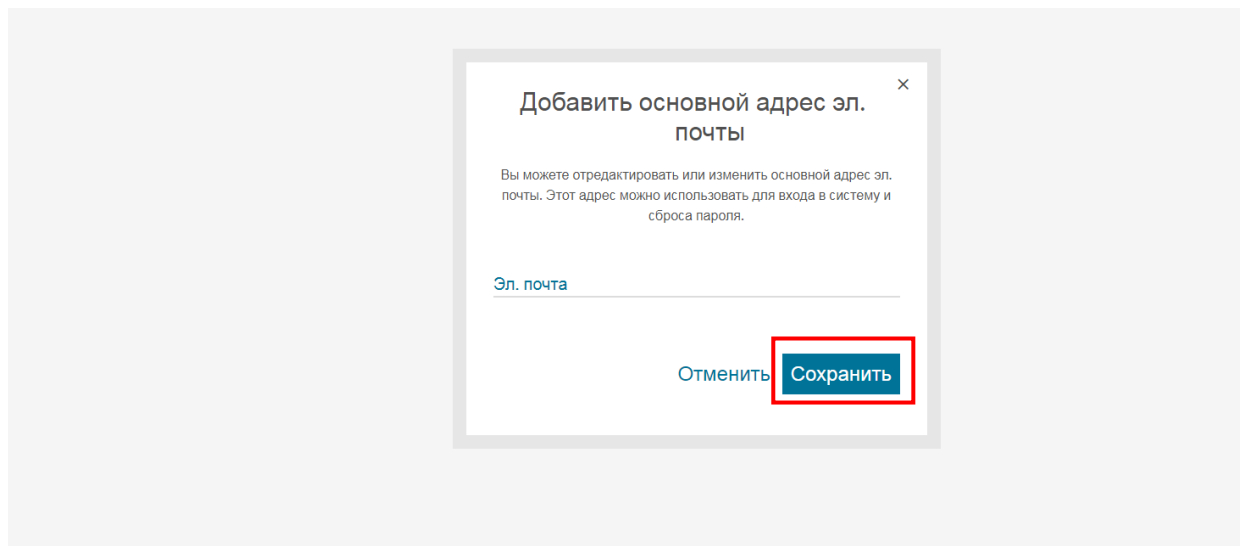 Добавить основной адрес эл.
почты
Вы можете отредактировать или изменить основной адрес эл.
почты. Этот адрес можно использовать для входа в систему и
сброса пароля.
Эл. почта
Отменить Сохранить